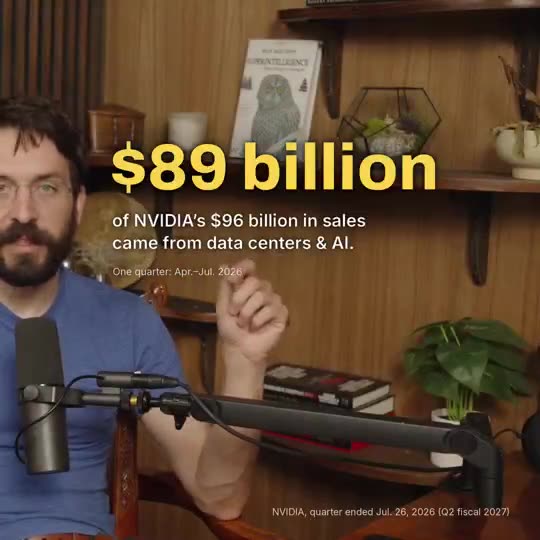 SUPERINTELLIGENCE
$89 billion
of NVIDIA's $96 billion in sales
came from data centers & AI.
One quarter: Apr.–Jul. 2026
NVIDIA, quarter ended Jul. 26, 2026 (Q2 fiscal 2027)